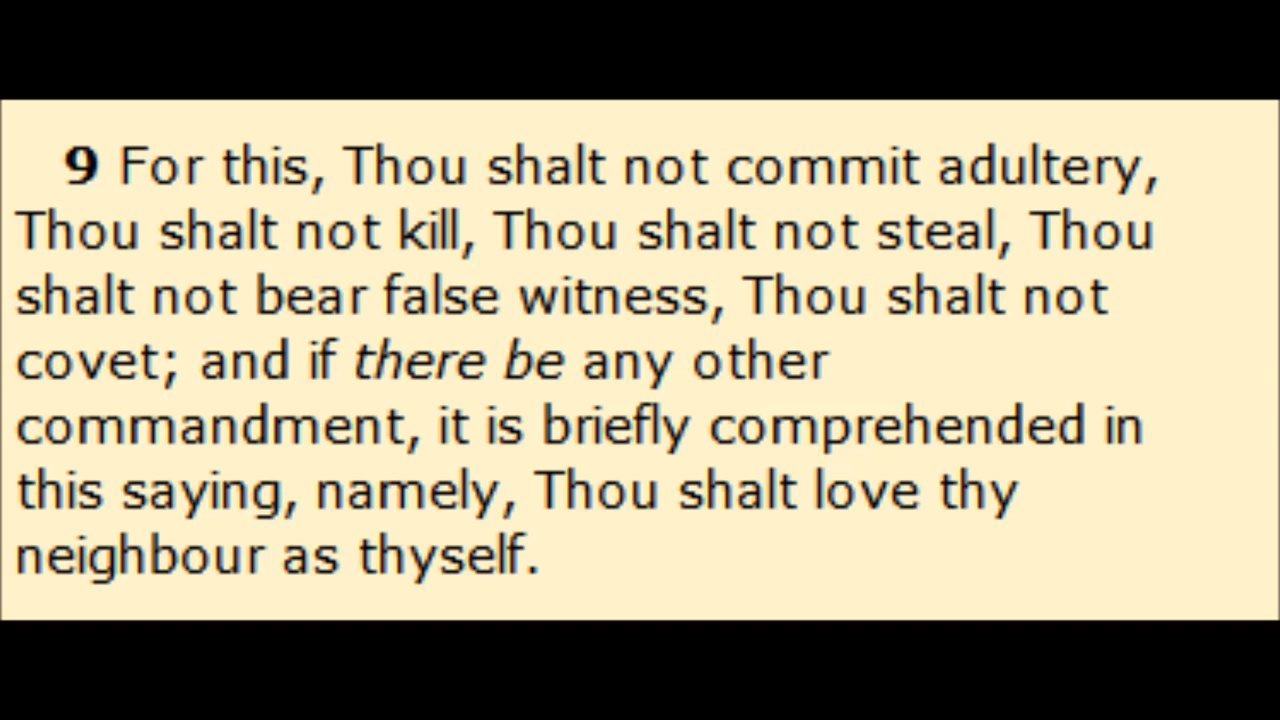 9 For this, Thou shalt not commit adultery,
Thou shalt not kill, Thou shalt not steal, Thou
shalt not bear false witness, Thou shalt not
covet; and if there be any other
commandment, it is briefly comprehended in
this saying, namely, Thou shalt love thy
neighbour as thyself.